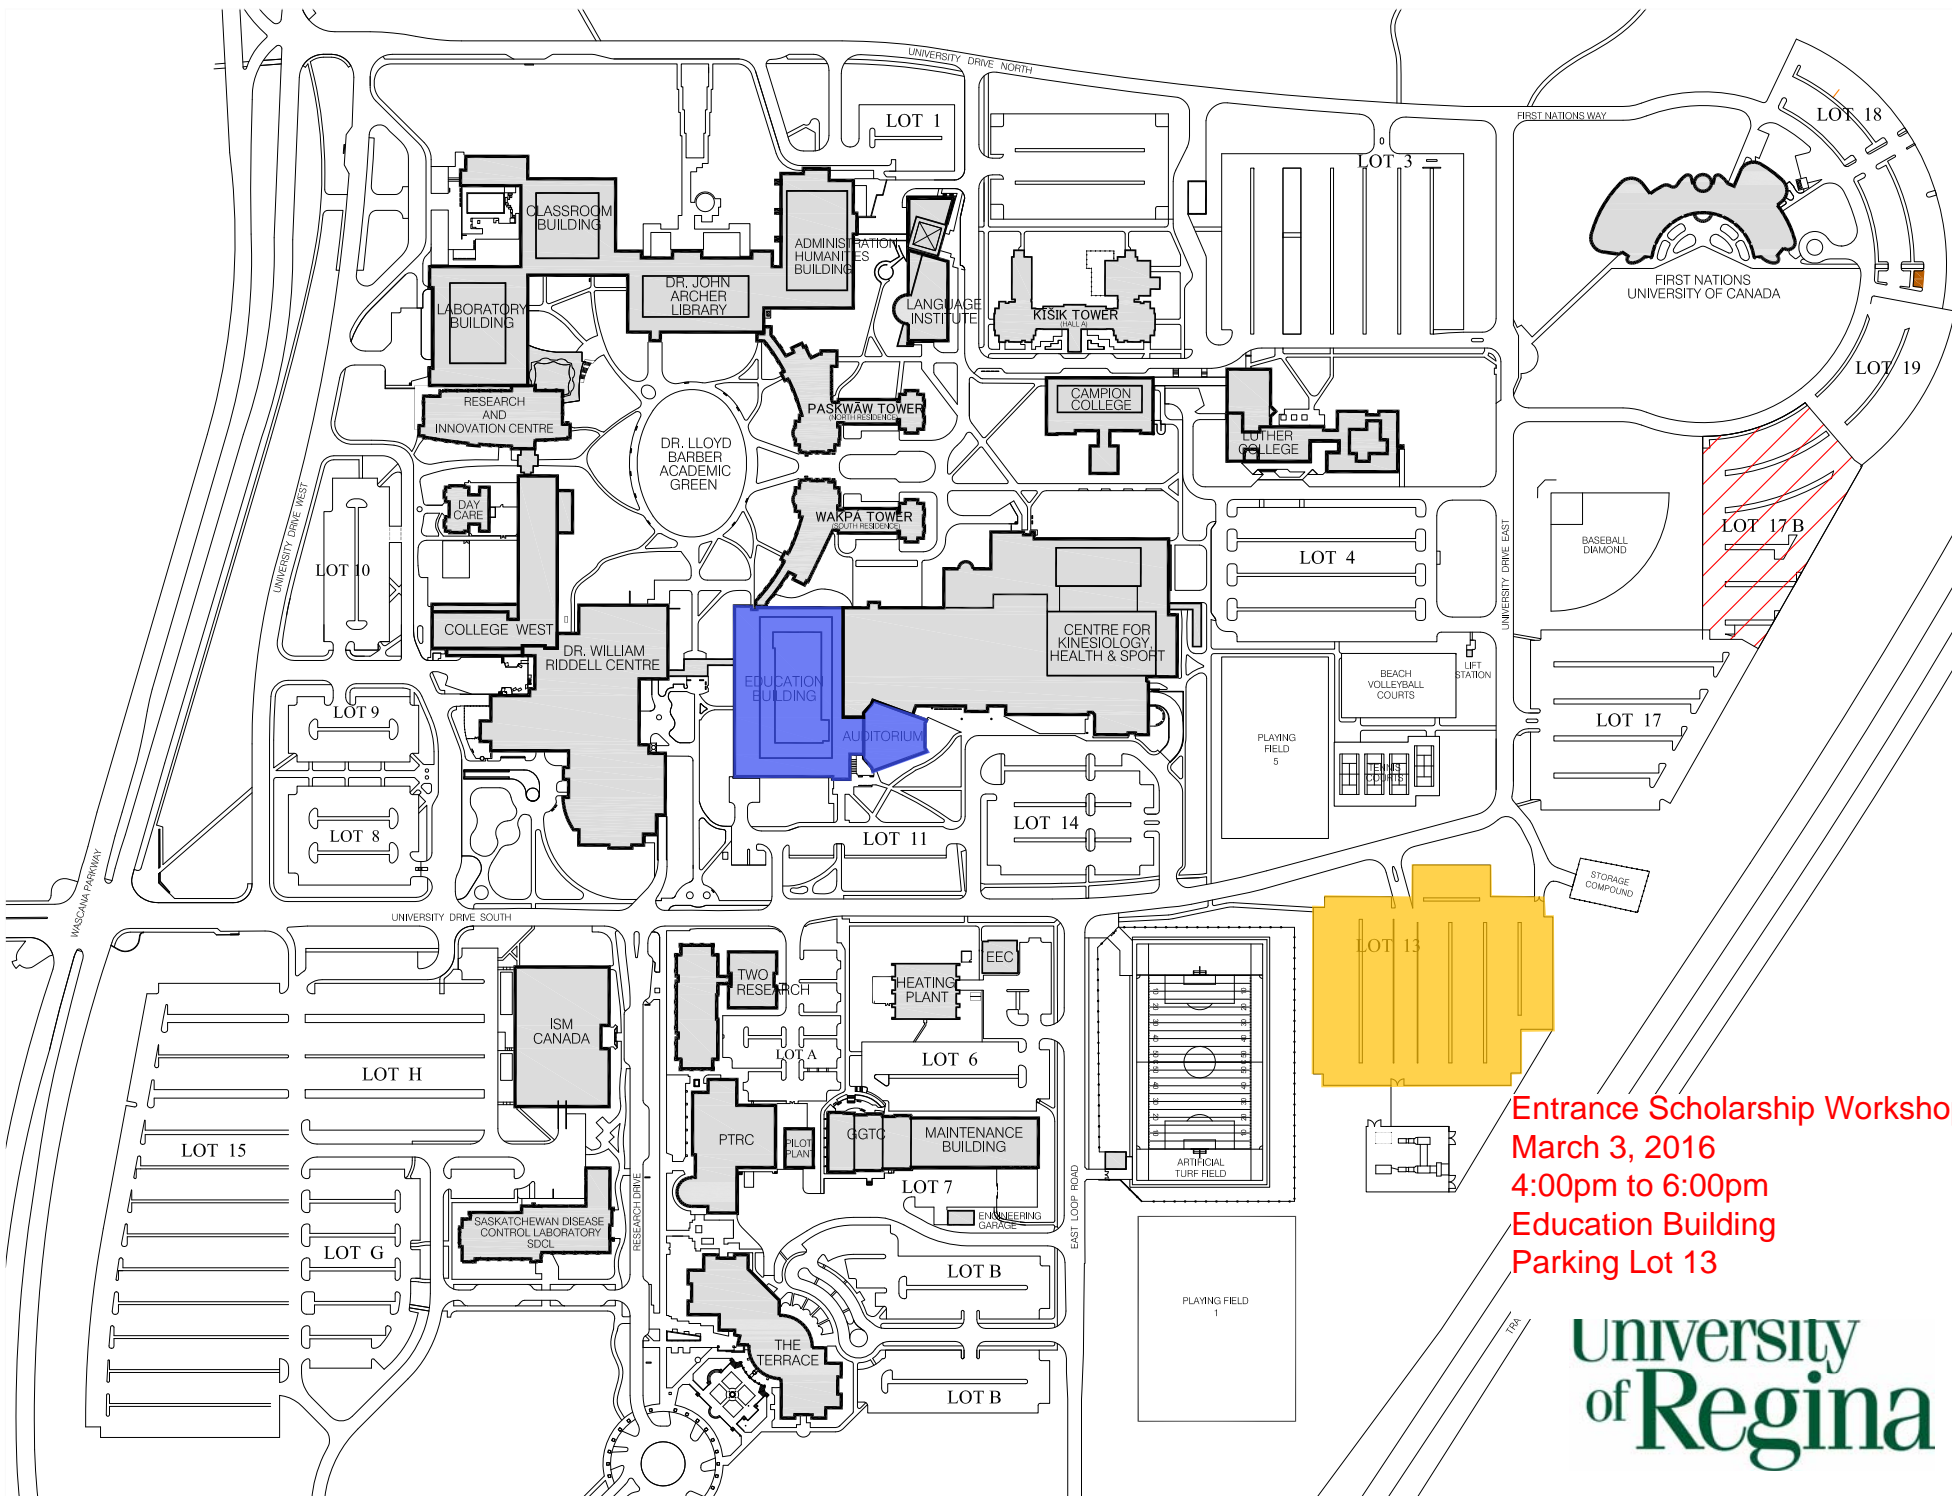 UNIVERSITY DRIVE NORTH
LOT 1
FIRST NATIONS WAY
LOT 18
LOT 3
CLASSROOM
BUILDING
ADMINISTRATION
HUMANITIES
BUILDING
DR. JOHN
ARCHER
LIBRARY
LABORATORY
BUILDING
LANGUAGE
INSTITUTE
KĪSIK TOWER
(HALL A)
FIRST NATIONS
UNIVERSITY OF CANADA
LOT 19
RESEARCH
AND
INNOVATION CENTRE
PASKWĀW TOWER
(NORTH RESIDENCE)
CAMPION
COLLEGE
LUTHER
COLLEGE
DR. LLOYD
BARBER
ACADEMIC
GREEN
UNIVERSITY DRIVE WEST
DAY
CARE
WAKPÁ TOWER
(SOUTH RESIDENCE)
LOT 10
LOT 4
UNIVERSITY DRIVE EAST
BASEBALL
DIAMOND
LOT 17 B
COLLEGE WEST
DR. WILLIAM
RIDDELL CENTRE
EDUCATION
BUILDING
CENTRE FOR
KINESIOLOGY,
HEALTH & SPORT
BEACH
VOLLEYBALL
COURTS
LIFT
STATION
LOT 9
AUDITORIUM
PLAYING
FIELD
5
LOT 17
TENNIS
COURTS
LOT 8
LOT 11
LOT 14
WASCANA PARKWAY
STORAGE
COMPOUND
UNIVERSITY DRIVE SOUTH
LOT 13
TWO
RESEARCH
HEATING
PLANT
EEC
ISM
CANADA
LOT A
LOT 6
LOT H
PTRC
PILOT
PLANT
GGTC
MAINTENANCE
BUILDING
ARTIFICIAL
TURF FIELD
LOT 15
LOT 7
ENGINEERING
GARAGE
EAST LOOP ROAD
RESEARCH DRIVE
SASKATCHEWAN DISEASE
CONTROL LABORATORY
SDCL
LOT G
LOT B
PLAYING FIELD
1
THE
TERRACE
LOT B
TRA
Entrance Scholarship Worksho
March 3, 2016
4:00pm to 6:00pm
Education Building
Parking Lot 13
University
of Regina